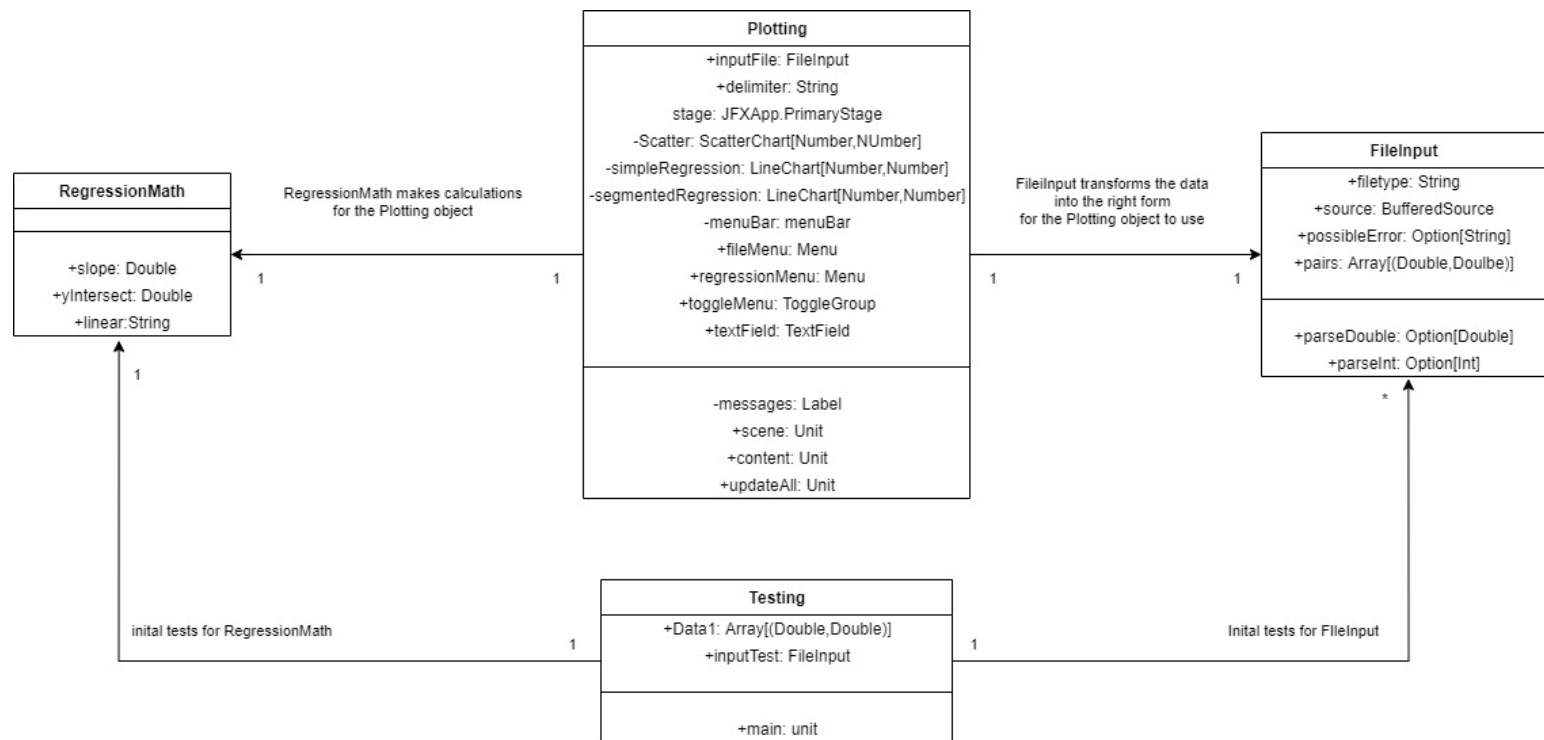 Plotting
+inputFile: FileInput
+delimiter: String
stage: JFXApp.PrimaryStage
-Scatter: ScatterChart[Number,NUmber]
-simpleRegression: LineChart[Number,Number]
-segmentedRegression: LineChart[Number,Number]
-menuBar: menuBar
+fileMenu: Menu
+regressionMenu: Menu
+toggleMenu: ToggleGroup
+textField: TextField
-messages: Label
+scene: Unit
+content: Unit
+updateAll: Unit
RegressionMath
+slope: Double
+yIntersect: Double
+linear:String
RegressionMath makes calculations
for the Plotting object
1
1
FileiInput transforms the data
into the right form
for the Plotting object to use
1
1
FileInput
+filetype: String
+source: BufferedSource
+possibleError: Option[String]
+pairs: Array[(Double,Doulbe)]
+parseDouble: Option[Double]
+parseInt: Option[Int]
1
*
inital tests for RegressionMath
1
Testing
+Data1: Array[(Double,Double)]
+inputTest: FileInput
+main: unit
1
Inital tests for FIleInput